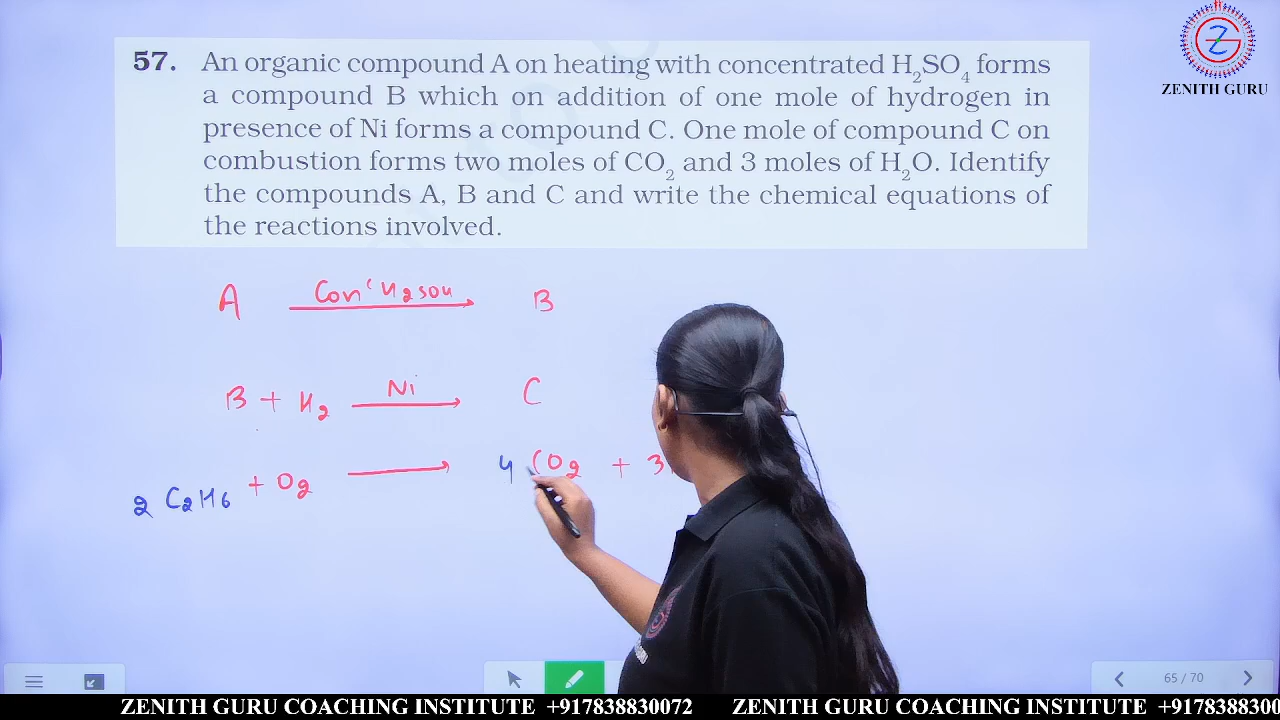 57. An organic compound A on heating with concentrated H₂SO₄ forms
a compound B which on addition of one mole of hydrogen in
presence of Ni forms a compound C. One mole of compound C on
combustion forms two moles of CO₂ and 3 moles of H₂O. Identify
the compounds A, B and C and write the chemical equations of
the reactions involved.
ZENITH GURU
A Con' H₂SO₄ B
B + H₂ Ni C
2 C₂H₆ + O₂ 4 CO₂ + 3
65 / 70
ZENITH GURU COACHING INSTITUTE +917838830072 ZENITH GURU COACHING INSTITUTE +9178388300